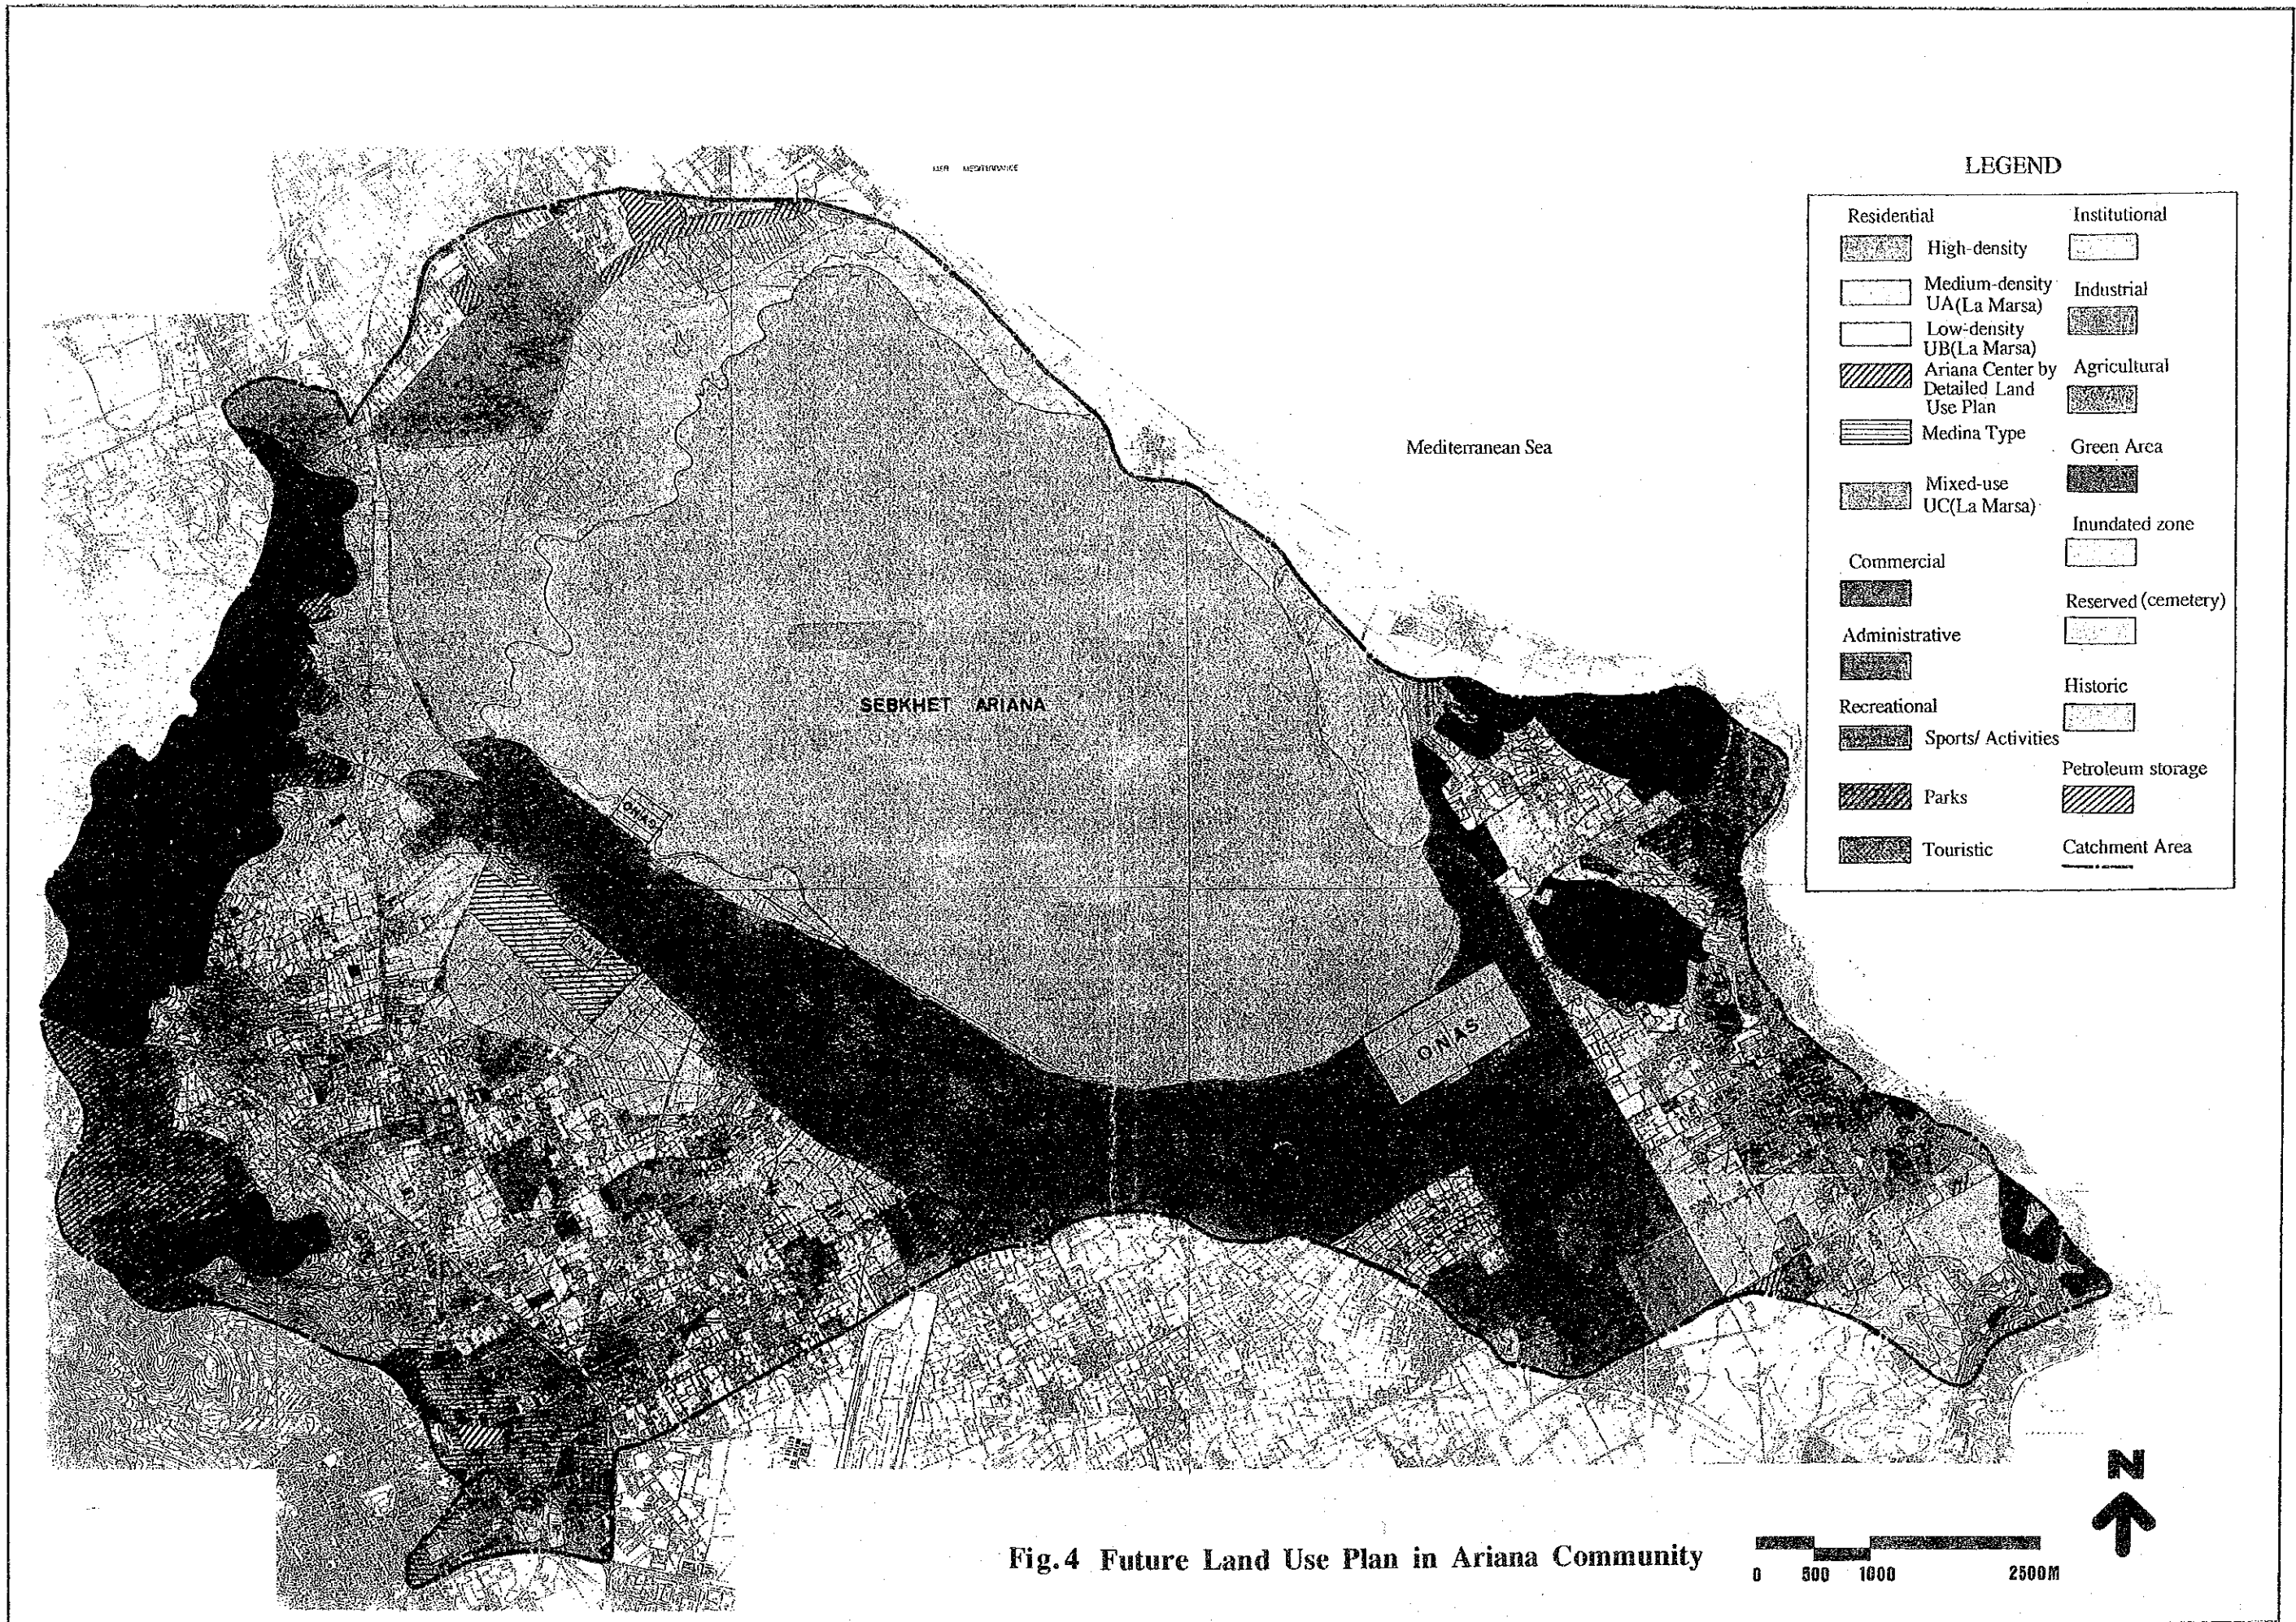 MER MEDITERRANEE
LEGEND
Residential
High-density
Medium-density
UA(La Marsa)
Low-density
UB(La Marsa)
Ariana Center by
Detailed Land
Use Plan
Medina Type
Mixed-use
UC(La Marsa)
Commercial
Administrative
Recreational
Sports/ Activities
Parks
Touristic
Institutional
Industrial
Agricultural
Green Area
Inundated zone
Reserved (cemetery)
Historic
Petroleum storage
Catchment Area
Mediterranean Sea
SEBKHET ARIANA
ONAS
ONAS
O.N.A.S.
N
Fig.4 Future Land Use Plan in Ariana Community
0 500 1000 2500M